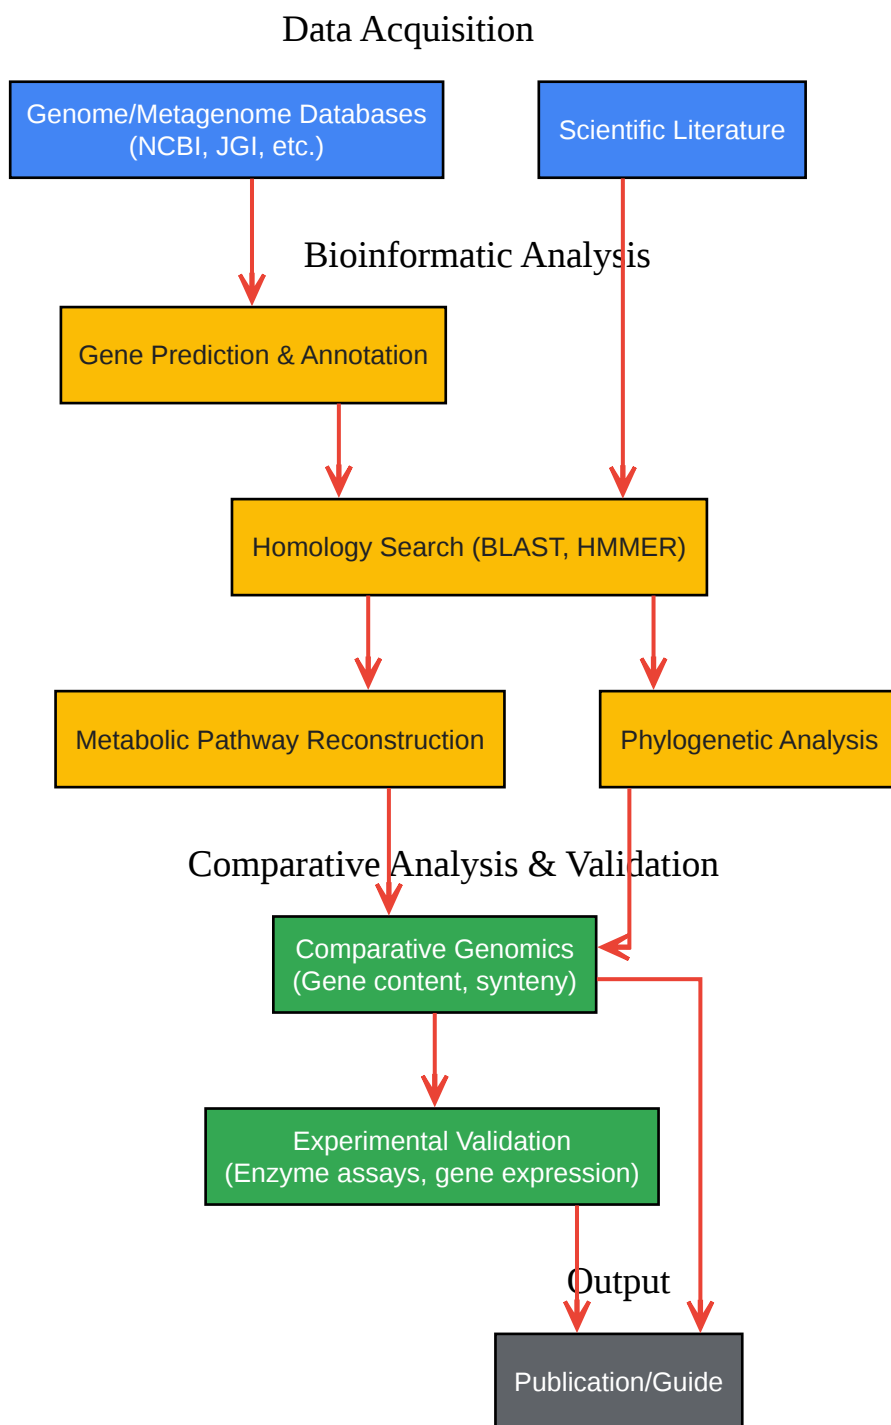 Data Acquisition
Genome/Metagenome Databases
(NCBI, JGI, etc.)
Scientific Literature
Bioinformatic Analysis
Gene Prediction & Annotation
Homology Search (BLAST, HMMER)
Metabolic Pathway Reconstruction
Phylogenetic Analysis
Comparative Analysis & Validation
Comparative Genomics
(Gene content, synteny)
Experimental Validation
(Enzyme assays, gene expression)
Output
Publication/Guide